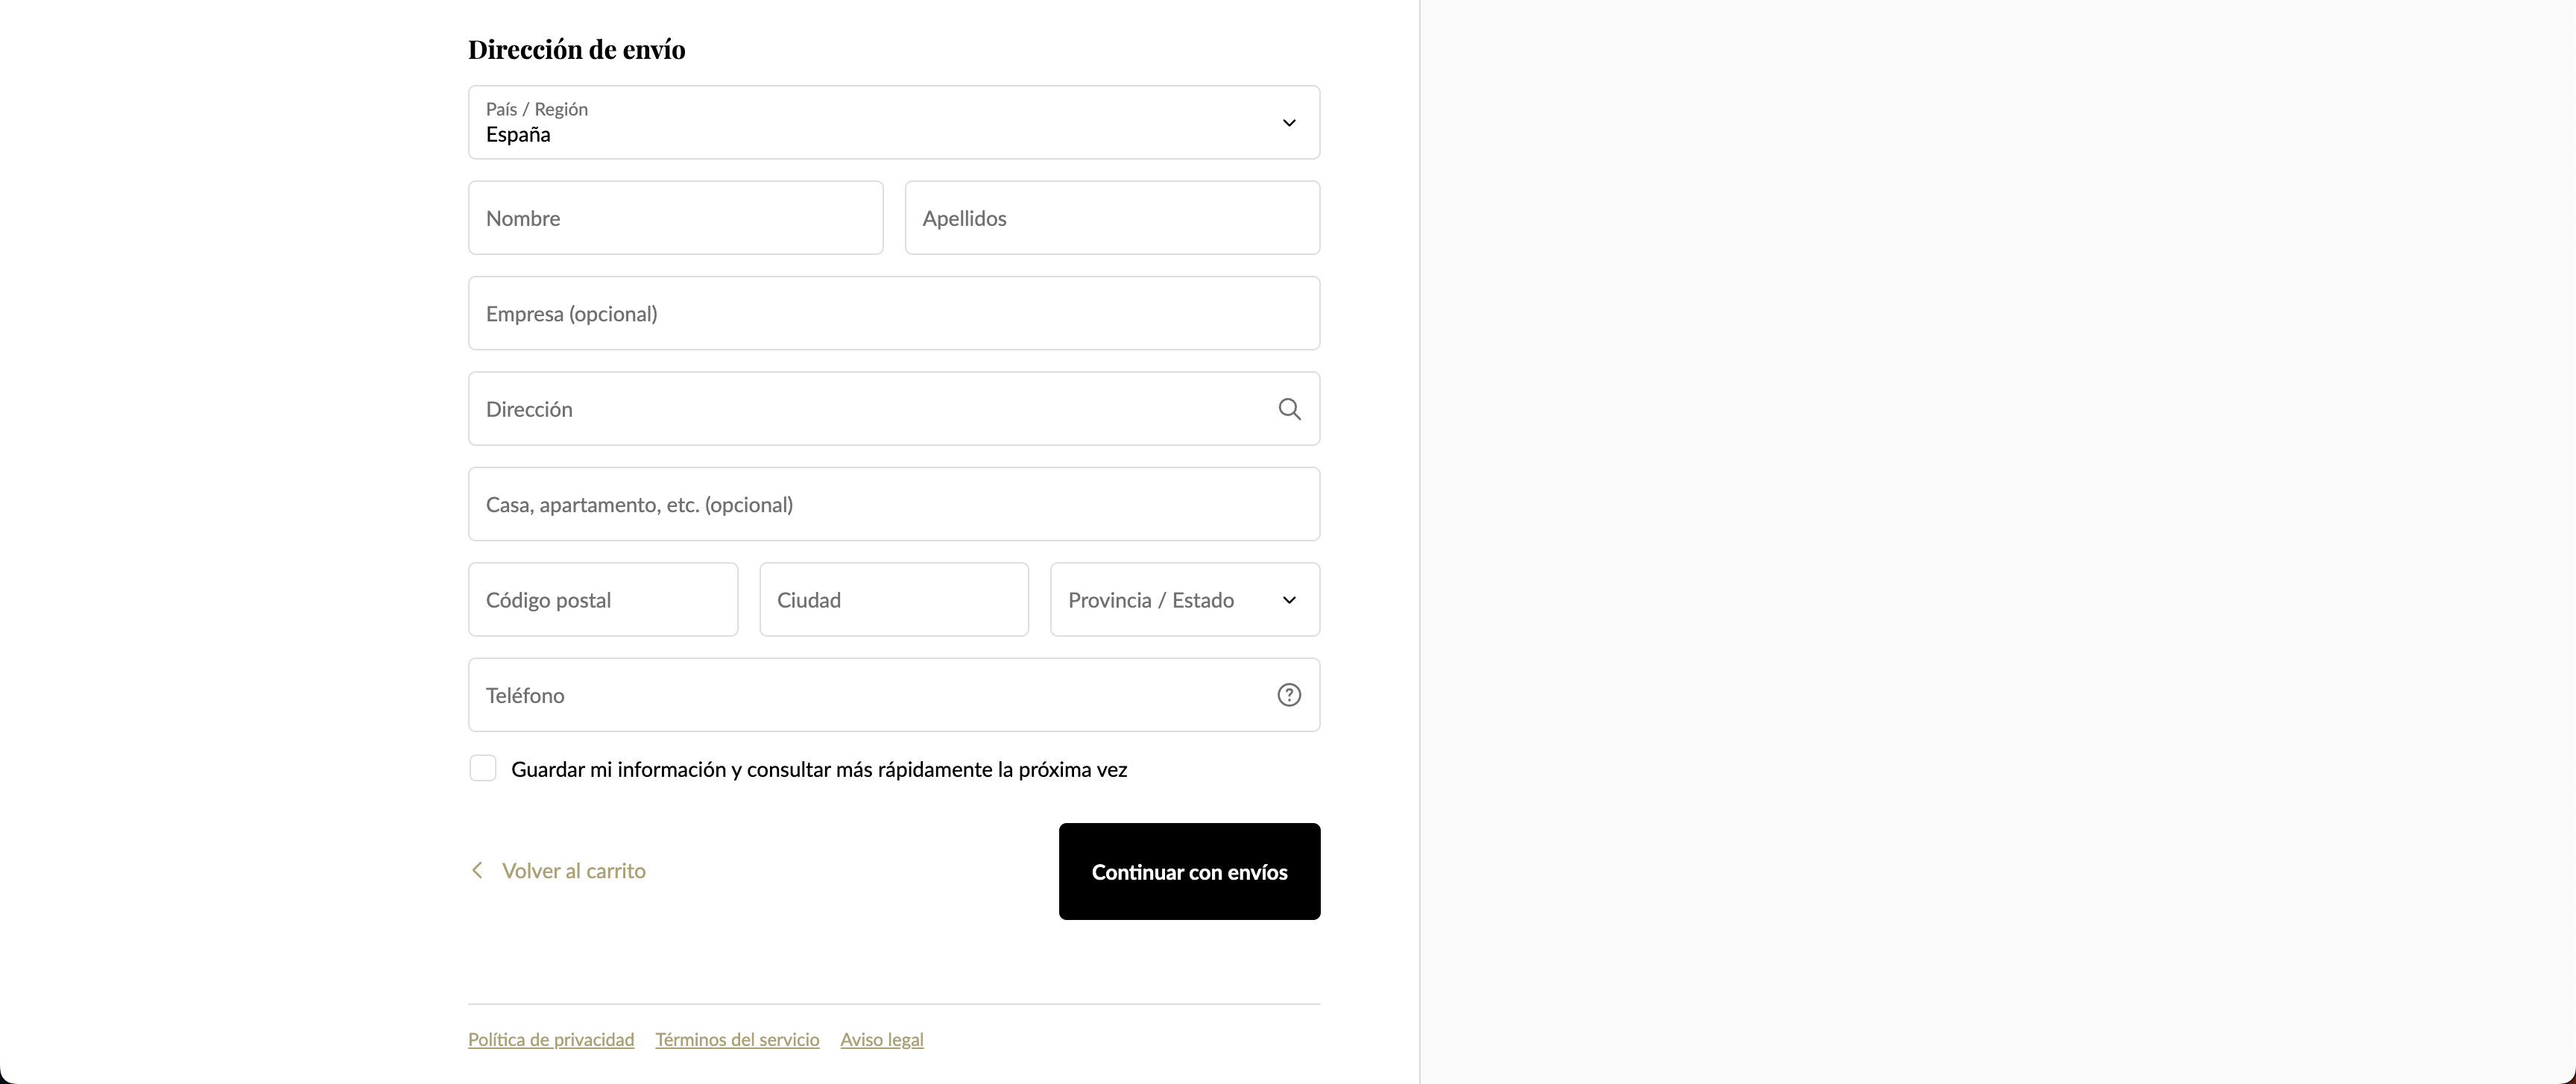 Dirección de envío
País / Región
España
Nombre
Apellidos
Empresa (opcional)
Dirección
Casa, apartamento, etc. (opcional)
Código postal
Ciudad
Provincia / Estado
Teléfono
Guardar mi información y consultar más rápidamente la próxima vez
Volver al carrito
Continuar con envíos
Política de privacidad
Términos del servicio
Aviso legal